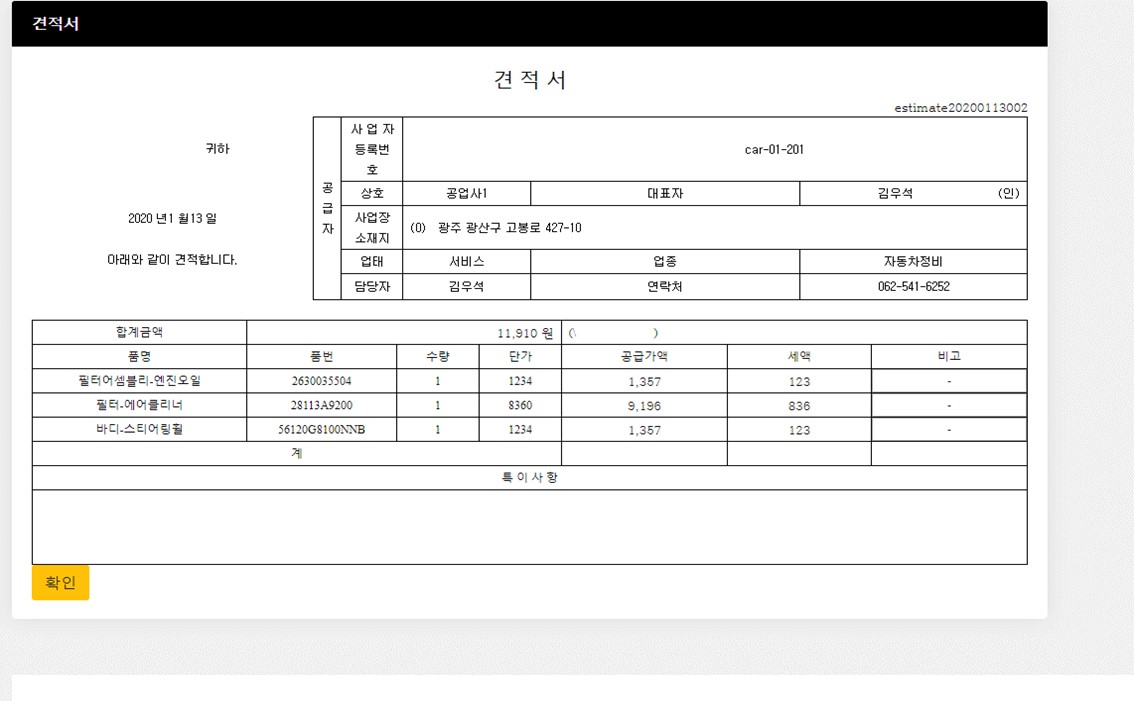 견적서
견 적 서
estimate20200113002
귀하
2020 년1 월13 일
아래와 같이 견적합니다.
공
급
자
사 업 자
등록번
호
car-01-201
상호 공업사1 대표자 김우석 (인)
사업장
소재지
(0) 광주 광산구 고봉로 427-10
업태 서비스 업종 자동차정비
담당자 김우석 연락처 062-541-6252
합계금액 11,910 원 (\ )
품명 품번 수량 단가 공급가액 세액 비고
필터어셈블리-엔진오일 2630035504 1 1234 1,357 123 -
필터-에어클리너 28113A9200 1 8360 9,196 836 -
바디-스티어링휠 56120G8100NNB 1 1234 1,357 123 -
계
특 이 사 항
확인